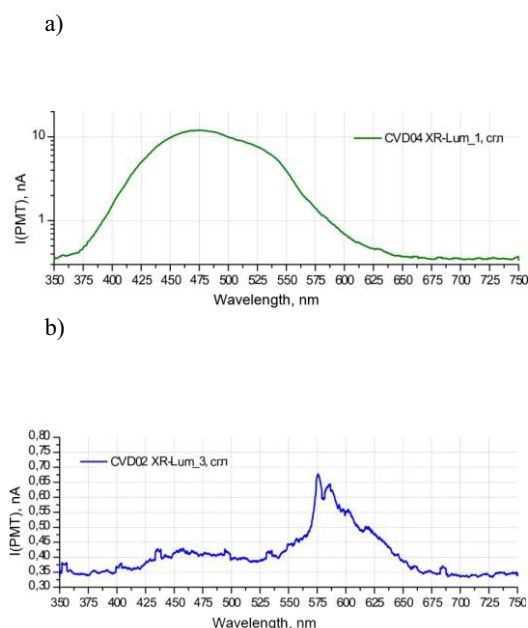 a)
10
CVD04 XR-Lum_1, crn
1
I(PMT), nA
350 375 400 425 450 475 500 525 550 575 600 625 650 675 700 725 750
Wavelength, nm
b)
0,80
0,75
CVD02 XR-Lum_3, crn
0,70
0,65
0,60
0,55
0,50
0,45
0,40
0,35
0,30
I(PMT), nA
350 375 400 425 450 475 500 525 550 575 600 625 650 675 700 725 750
Wavelength, nm